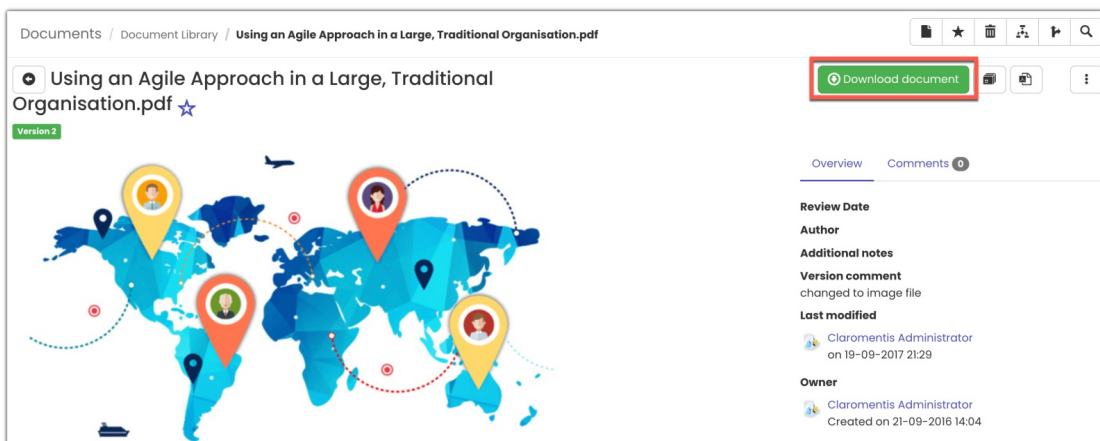 Documents / Document Library / Using an Agile Approach in a Large, Traditional Organisation.pdf
Using an Agile Approach in a Large, Traditional
Organisation.pdf
Download document
Version 2
Overview Comments 0
Review Date
Author
Additional notes
Version comment
changed to image file
Last modified
Claromentis Administrator
on 19-09-2017 21:29
Owner
Claromentis Administrator
Created on 21-09-2016 14:04